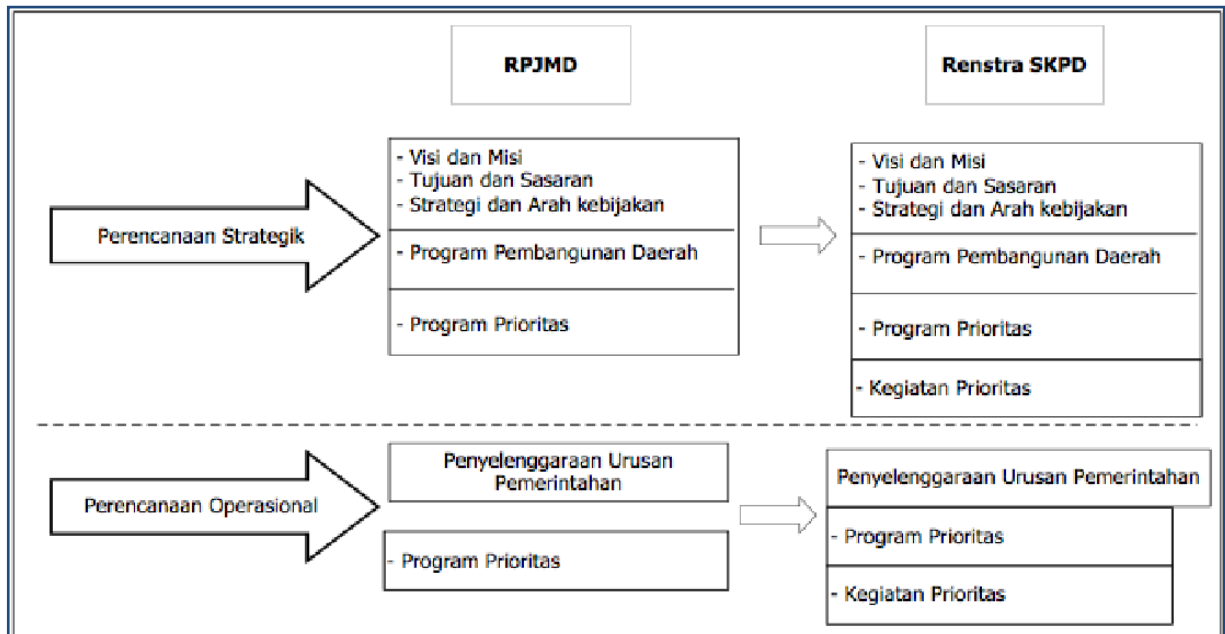 RPJMD
Renstra SKPD
Perencanaan Strategik
- Visi dan Misi
- Tujuan dan Sasaran
- Strategi dan Arah kebijakan
- Program Pembangunan Daerah
- Program Prioritas
- Visi dan Misi
- Tujuan dan Sasaran
- Strategi dan Arah kebijakan
- Program Pembangunan Daerah
- Program Prioritas
- Kegiatan Prioritas
Perencanaan Operasional
Penyelenggaraan Urusan
Pemerintahan
- Program Prioritas
Penyelenggaraan Urusan Pemerintahan
- Program Prioritas
- Kegiatan Prioritas